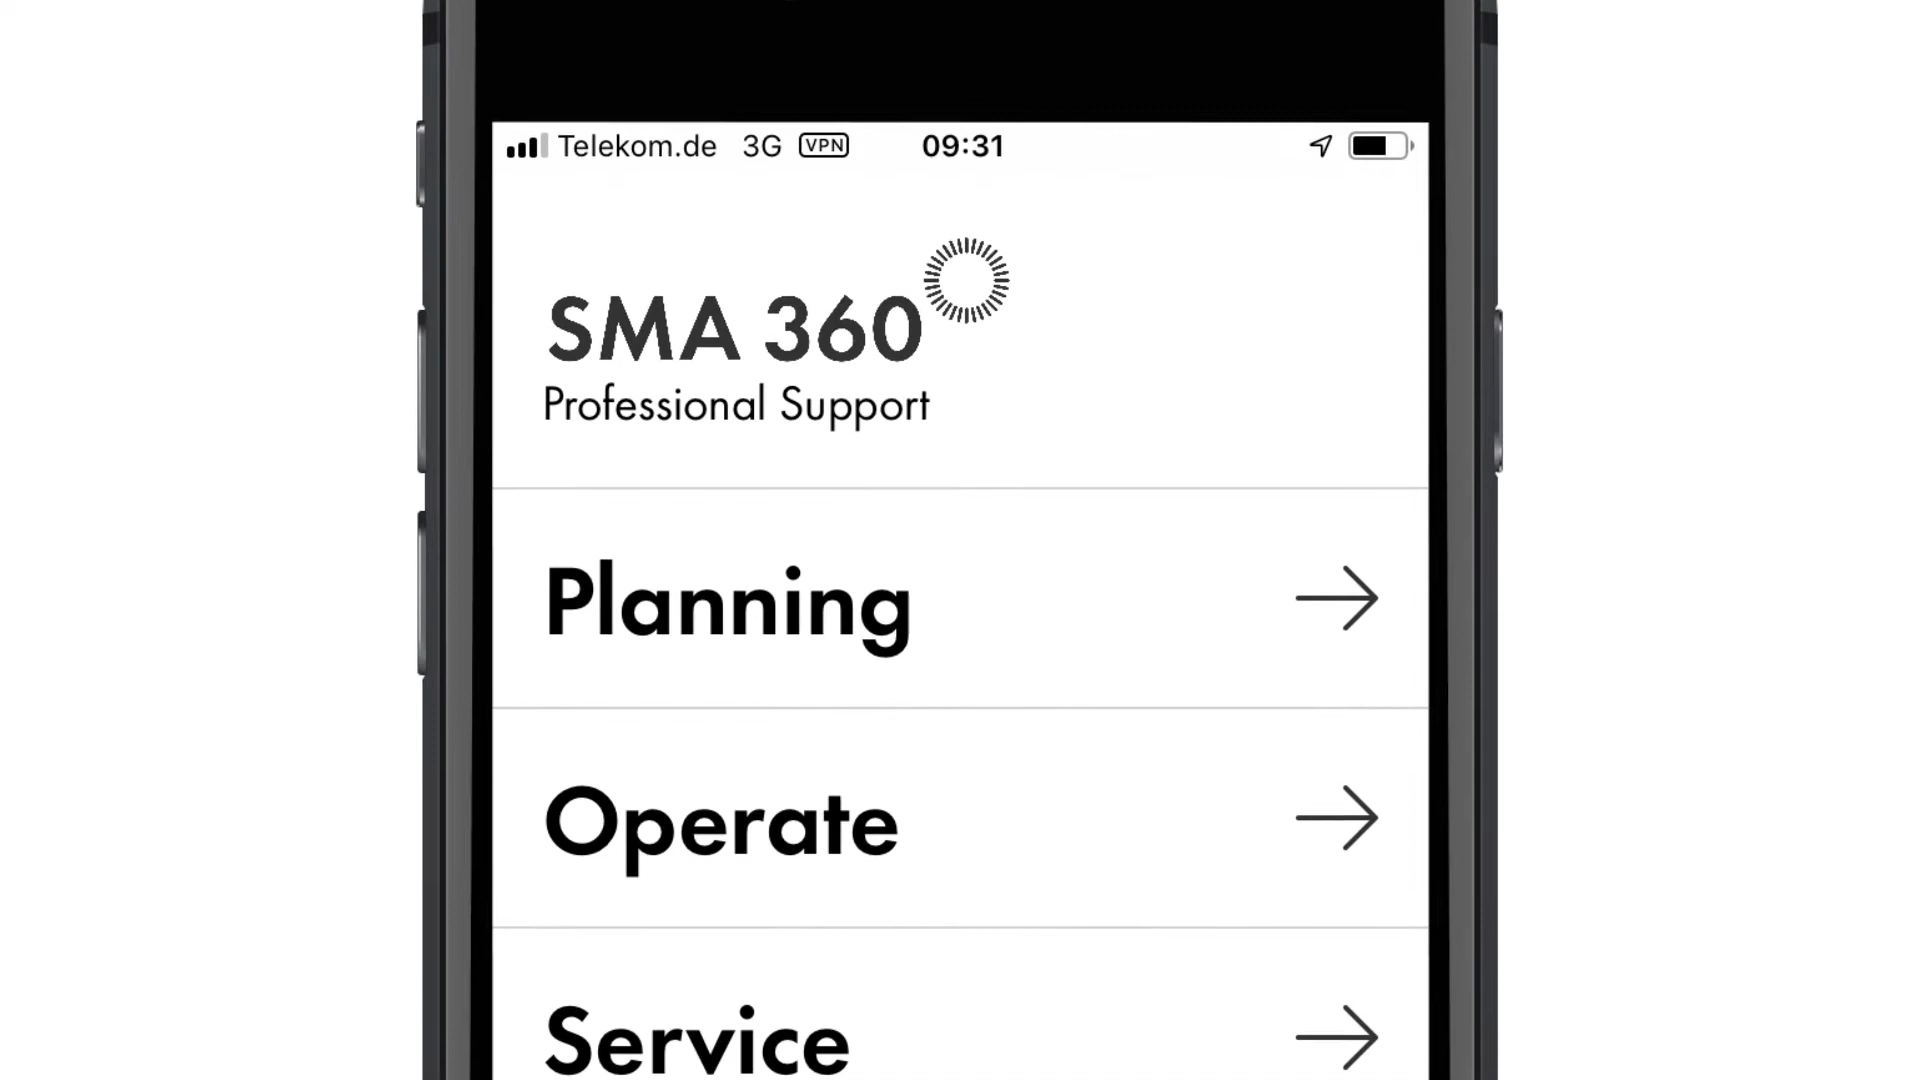 Telekom.de 3G VPN 09:31
SMA 360
Professional Support
Planning
Operate
Service